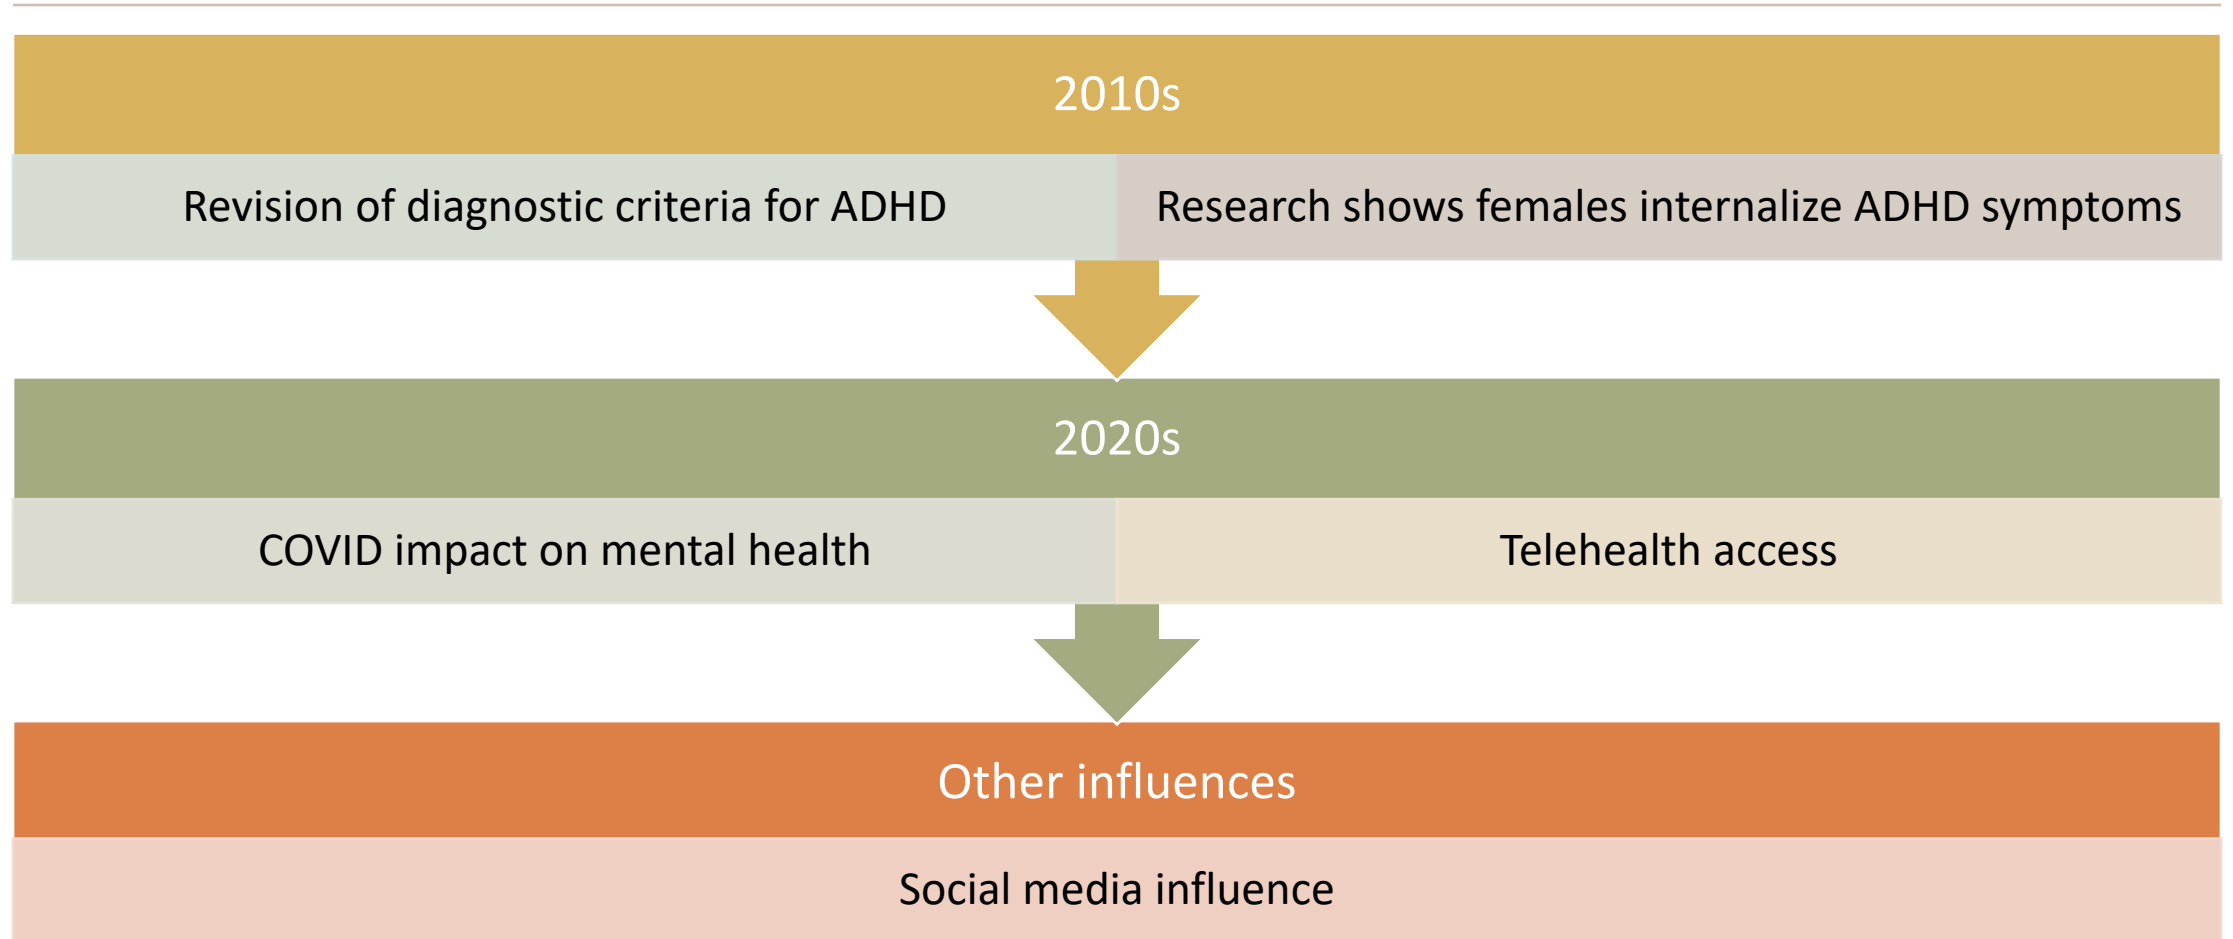 2010s
Revision of diagnostic criteria for ADHD
Research shows females internalize ADHD symptoms
2020s
COVID impact on mental health
Telehealth access
Other influences
Social media influence